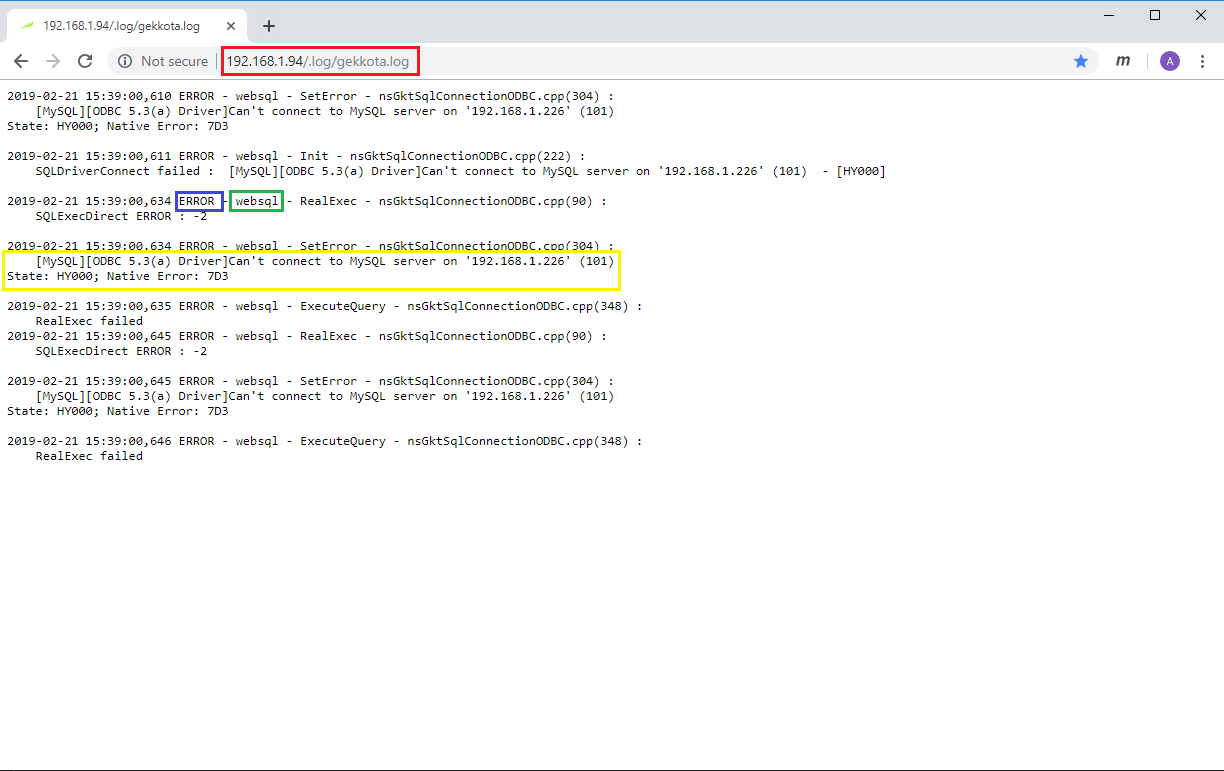 192.168.1.94/.log/gekkota.log
Not secure
192.168.1.94/.log/gekkota.log
m
A
2019-02-21 15:39:00,610 ERROR - websql - SetError - nsGktSqlConnectionODBC.cpp(304) :
[MySQL][ODBC 5.3(a) Driver]Can't connect to MySQL server on '192.168.1.226' (101)
State: HY000; Native Error: 7D3
2019-02-21 15:39:00,611 ERROR - websql - Init - nsGktSqlConnectionODBC.cpp(222) :
SQLDriverConnect failed :  [MySQL][ODBC 5.3(a) Driver]Can't connect to MySQL server on '192.168.1.226' (101)  - [HY000]
2019-02-21 15:39:00,634 ERROR - websql - RealExec - nsGktSqlConnectionODBC.cpp(90) :
SQLExecDirect ERROR : -2
2019-02-21 15:39:00,634 ERROR - websql - SetError - nsGktSqlConnectionODBC.cpp(304) :
[MySQL][ODBC 5.3(a) Driver]Can't connect to MySQL server on '192.168.1.226' (101)
State: HY000; Native Error: 7D3
2019-02-21 15:39:00,635 ERROR - websql - ExecuteQuery - nsGktSqlConnectionODBC.cpp(348) :
RealExec failed
2019-02-21 15:39:00,645 ERROR - websql - RealExec - nsGktSqlConnectionODBC.cpp(90) :
SQLExecDirect ERROR : -2
2019-02-21 15:39:00,645 ERROR - websql - SetError - nsGktSqlConnectionODBC.cpp(304) :
[MySQL][ODBC 5.3(a) Driver]Can't connect to MySQL server on '192.168.1.226' (101)
State: HY000; Native Error: 7D3
2019-02-21 15:39:00,646 ERROR - websql - ExecuteQuery - nsGktSqlConnectionODBC.cpp(348) :
RealExec failed